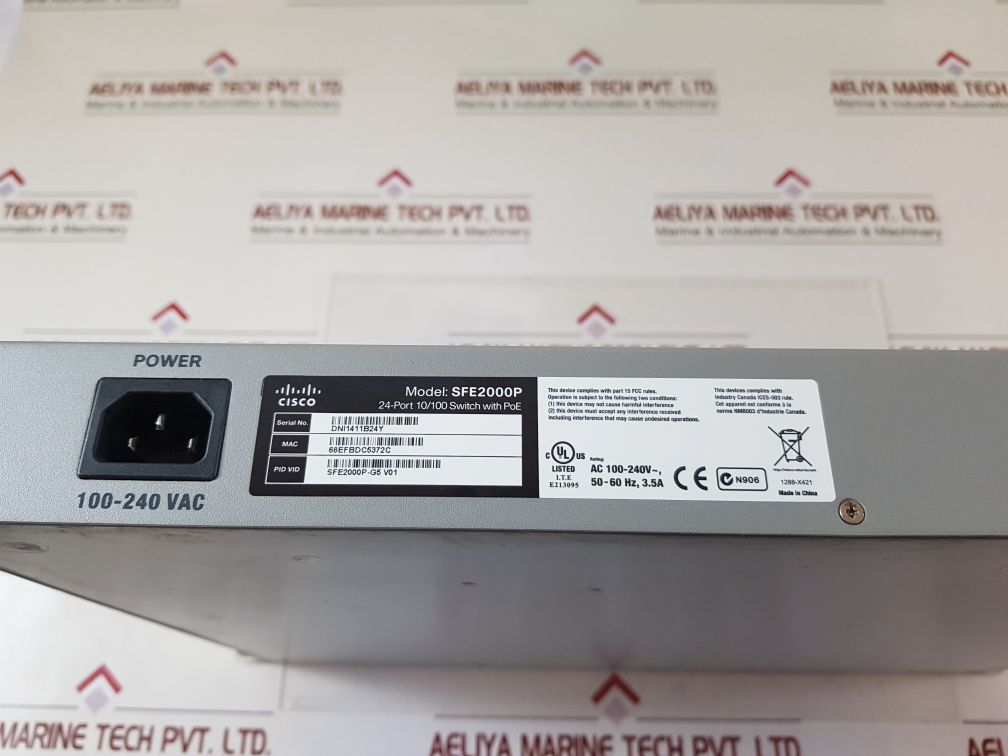 AELIYA MARINE TECH PVT. LTD.
Marine & Industrial Automation & Machinery
AELIYA MARINE TECH PVT. LTD.
Marine & Industrial Automation & Machinery
AELIYA MARINE TECH
Marine & Industrial Automation
TECH PVT. LTD.
Automation & Machinery
AELIYA MARINE TECH PVT. LTD.
Marine & Industrial Automation & Machinery
AELIYA MARINE TECH PVT. LTD.
Marine & Industrial Automation & Machinery
POWER
100-240 VAC
CISCO
Model: SFE2000P
24-Port 10/100 Switch with PoE
Serial No.
DNI1411B24Y
MAC
68EFBDC5372C
PID VID
SFE2000P-G5 V01
This device complies with part 15 FCC rules.
Operation is subject to the following two conditions:
(1) this device may not cause harmful interference
(2) this device must accept any interference received
including interference that may cause undesired operations.
This device complies with
Industry Canada ICES-003 rule.
Cet appareil est conforme à la
norme NMB003 d'Industrie Canada.
C UL US
LISTED
I.T.E
E213095
Rating:
AC 100-240V~,
50-60 Hz, 3.5A
CE
N906
1288-X421
Made in China
MARINE TECH PVT. LTD.
AELIYA MARINE TECH PVT. LTD.